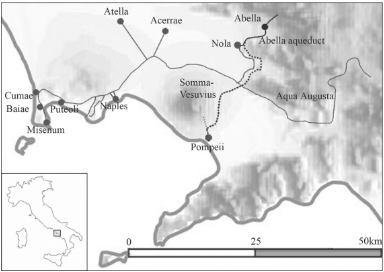 Atella
Acerrae
Abella
Nola
Abella aqueduct
Somma-
Vesuvius
Cumae
Baiae
Puteoli
Naples
Aqua Augusta
Misenum
Pompeii
0 25 50km